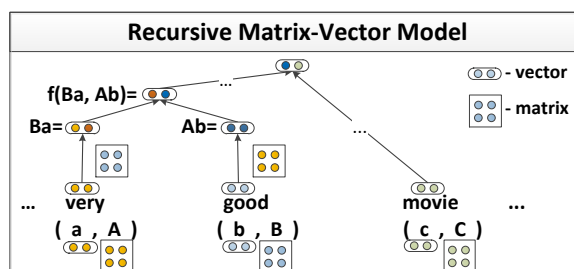 Recursive Matrix-Vector Model
...
- vector
f(Ba, Ab)=
- matrix
Ba= Ab=
...
... very good movie ...
( a , A ) ( b , B ) ( c , C )